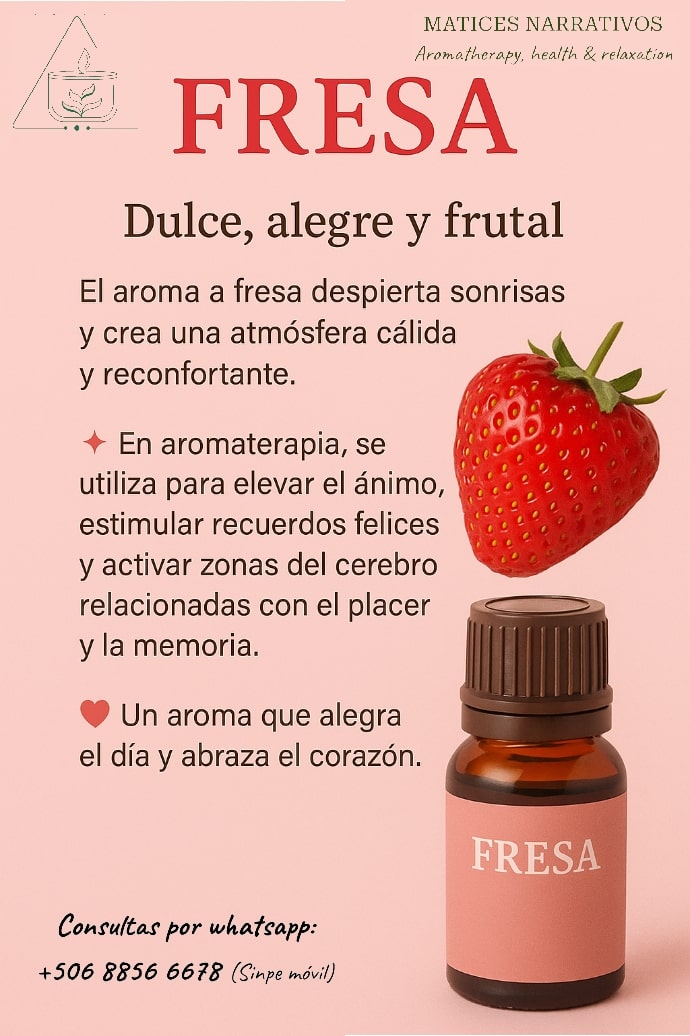 MATICES NARRATIVOS
Aromatherapy, health & relaxation
FRESA
Dulce, alegre y frutal
El aroma a fresa despierta sonrisas
y crea una atmósfera cálida
y reconfortante.
✦ En aromaterapia, se
utiliza para elevar el ánimo,
estimular recuerdos felices
y activar zonas del cerebro
relacionadas con el placer
y la memoria.
♥ Un aroma que alegra
el día y abraza el corazón.
FRESA
Consultas por whatsapp:
+506 8856 6678 (Sinpe móvil)